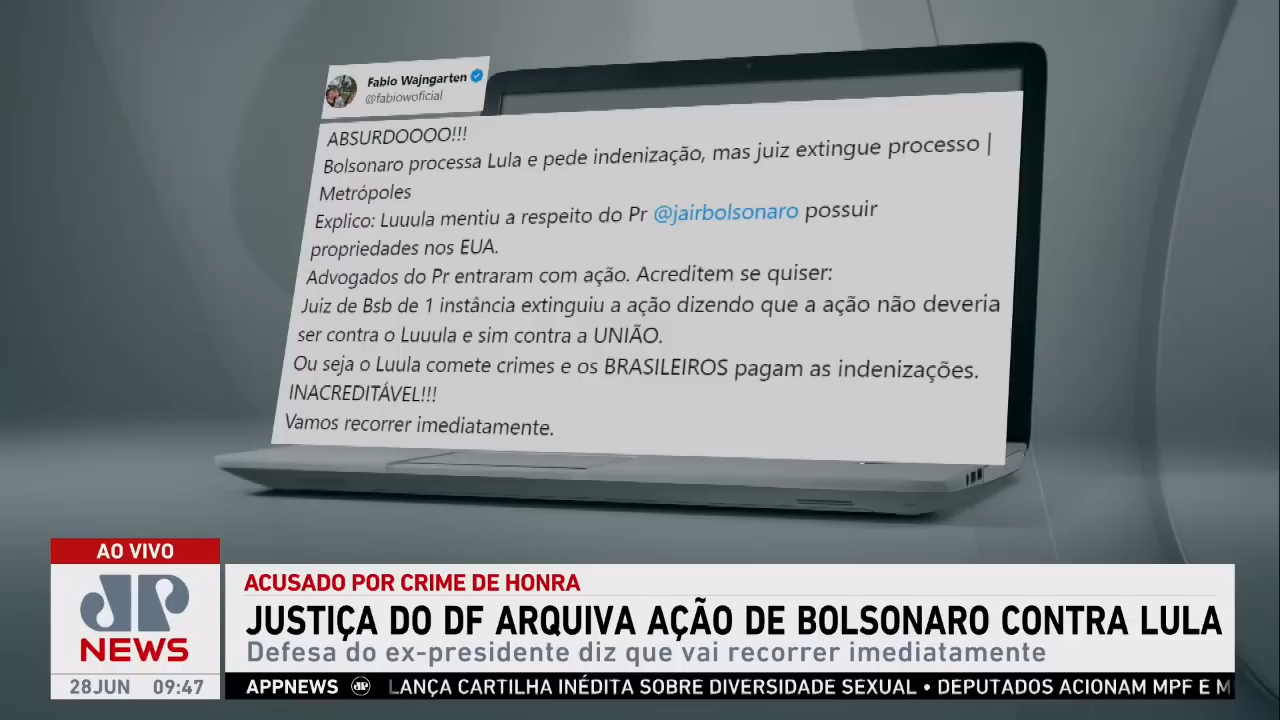 Fabio Wajngarten
@fabiowoficial
ABSURDOOOO!!!
Bolsonaro processa Lula e pede indenização, mas juiz extingue processo |
Metrópoles
Explico: Luuula mentiu a respeito do Pr @jairbolsonaro possuir
propriedades nos EUA.
Advogados do Pr entraram com ação. Acreditem se quiser:
Juiz de Bsb de 1 instância extinguiu a ação dizendo que a ação não deveria
ser contra o Luuula e sim contra a UNIÃO.
Ou seja o Luula comete crimes e os BRASILEIROS pagam as indenizações.
INACREDITÁVEL!!!
Vamos recorrer imediatamente.
AO VIVO
JP
NEWS
28JUN 09:47
ACUSADO POR CRIME DE HONRA
JUSTIÇA DO DF ARQUIVA AÇÃO DE BOLSONARO CONTRA LULA
Defesa do ex-presidente diz que vai recorrer imediatamente
APPNEWS JP LANÇA CARTILHA INÉDITA SOBRE DIVERSIDADE SEXUAL • DEPUTADOS ACIONAM MPF E M